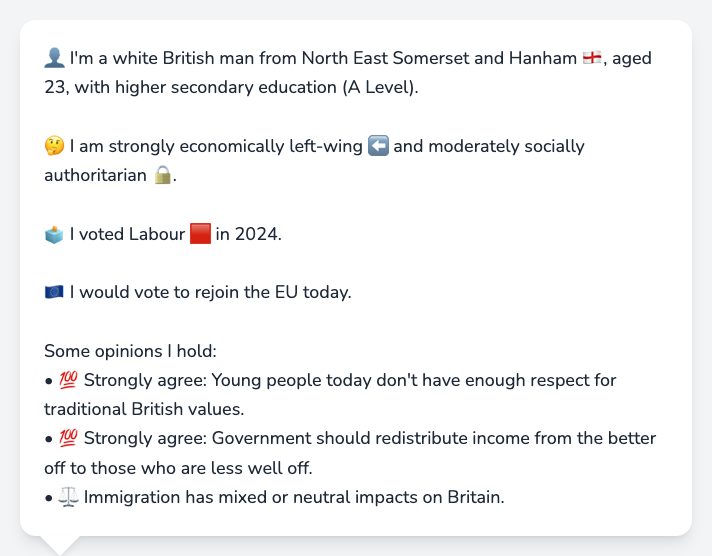 👤 I'm a white British man from North East Somerset and Hanham 🏴󠁧󠁢󠁥󠁮󠁧󠁿, aged
23, with higher secondary education (A Level).
🤔 I am strongly economically left-wing ⬅️ and moderately socially
authoritarian 🔒.
🗳️ I voted Labour 🟥 in 2024.
🇪🇺 I would vote to rejoin the EU today.
Some opinions I hold:
• 💯 Strongly agree: Young people today don't have enough respect for
traditional British values.
• 💯 Strongly agree: Government should redistribute income from the better
off to those who are less well off.
• ⚖️ Immigration has mixed or neutral impacts on Britain.